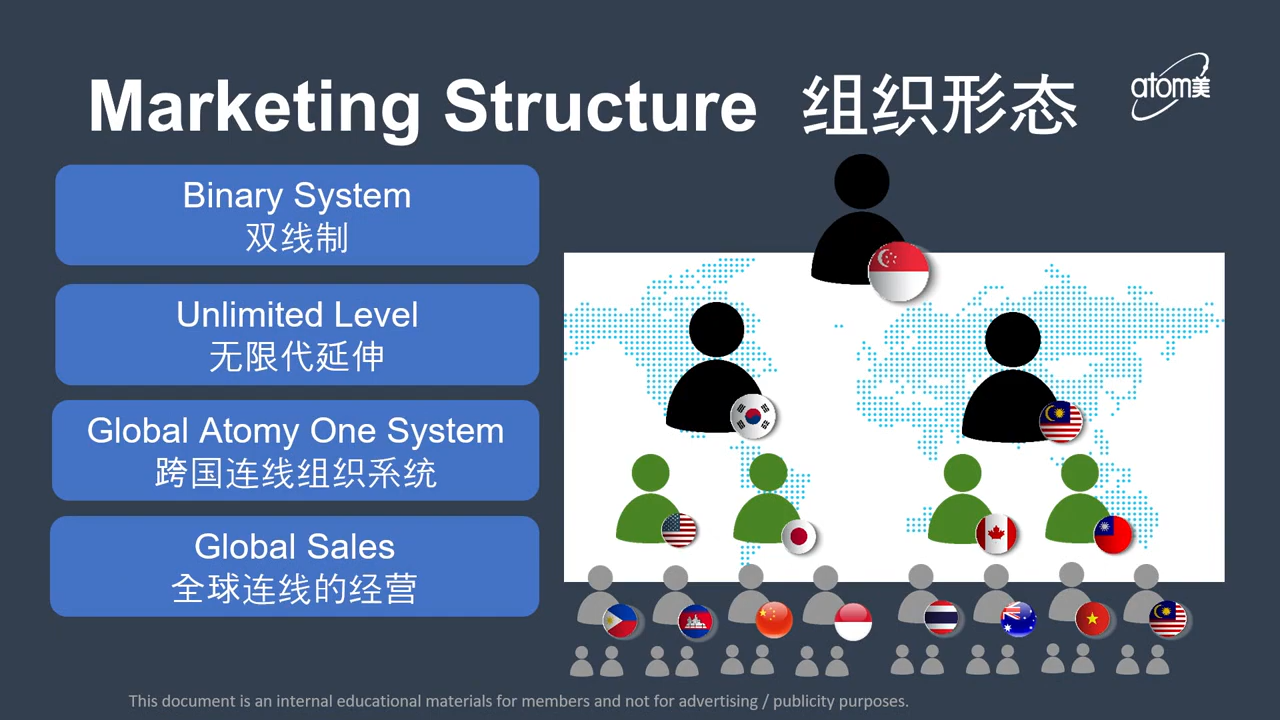 Marketing Structure 组织形态
atom美
Binary System
双线制
Unlimited Level
无限代延伸
Global Atomy One System
跨国连线组织系统
Global Sales
全球连线的经营
This document is an internal educational materials for members and not for advertising / publicity purposes.